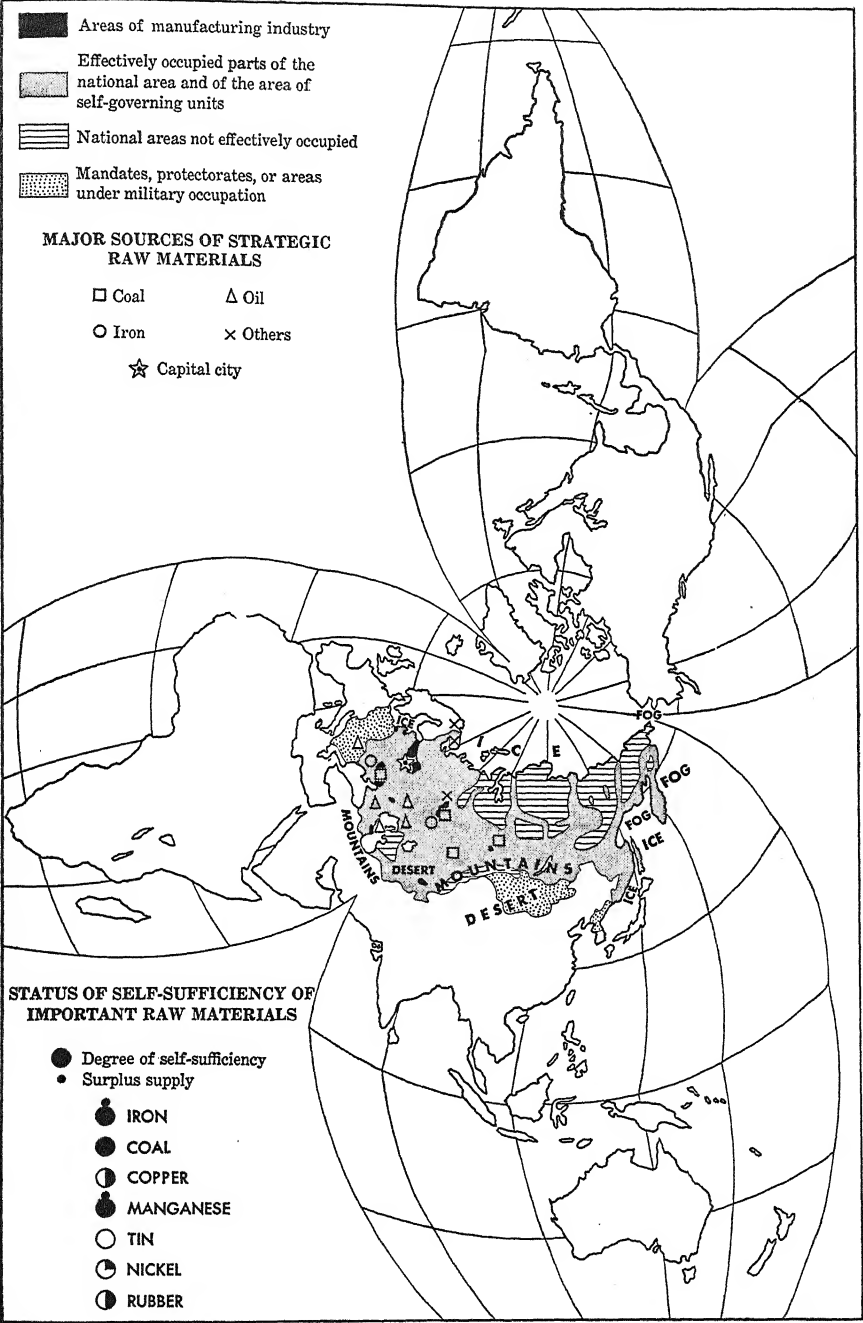 Areas of manufacturing industry
Effectively occupied parts of the
national area and of the area of
self-governing units
National areas not effectively occupied
Mandates, protectorates, or areas
under military occupation
MAJOR SOURCES OF STRATEGIC
RAW MATERIALS
Coal
Oil
Iron
Others
Capital city
FOG
ICE
ICE
FOG
FOG
ICE
MOUNTAINS
DESERT
MOUNTAINS
DESERT
ICE
STATUS OF SELF-SUFFICIENCY OF
IMPORTANT RAW MATERIALS
Degree of self-sufficiency
Surplus supply
IRON
COAL
COPPER
MANGANESE
TIN
NICKEL
RUBBER